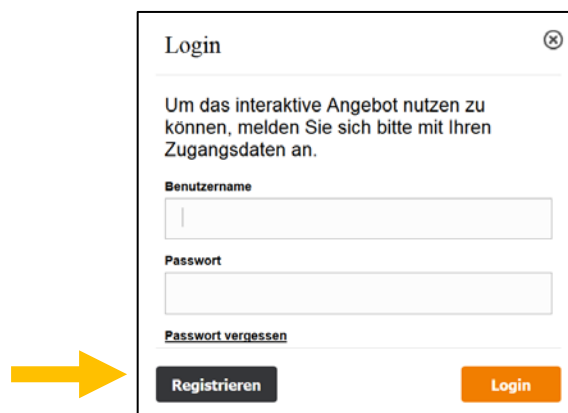 Login
Um das interaktive Angebot nutzen zu
können, melden Sie sich bitte mit Ihren
Zugangsdaten an.
Benutzername
Passwort
Passwort vergessen
Registrieren
Login